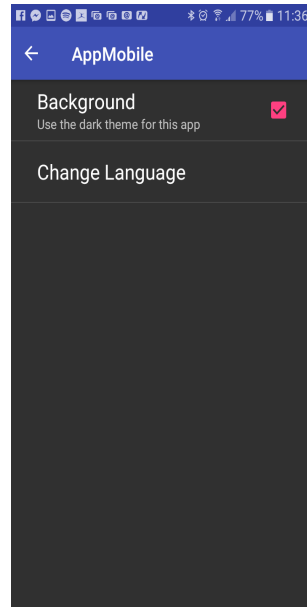 77% 11:36
AppMobile
Background
Use the dark theme for this app
Change Language